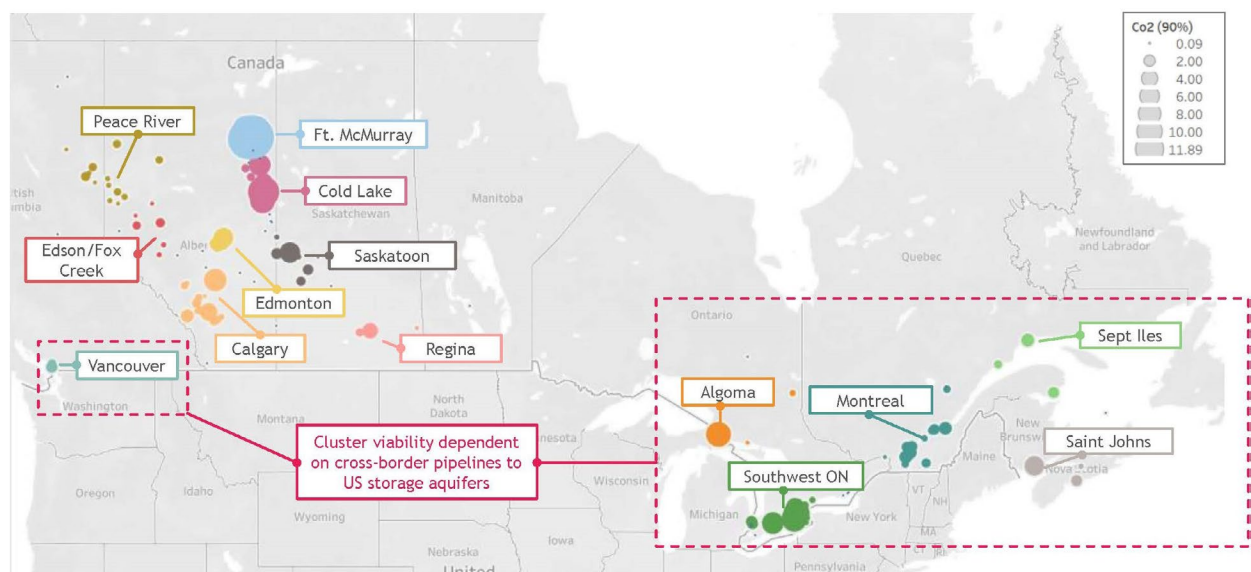 Canada
Co2 (90%)
0.09
2.00
4.00
6.00
8.00
10.00
11.89
Peace River
Ft. McMurray
Cold Lake
Saskatchewan
Manitoba
Newfoundland
and Labrador
Quebec
Edson/Fox
Creek
Saskatoon
Edmonton
Calgary
Regina
Ontario
Sept Iles
Vancouver
Washington
Montana
North
Dakota
Algoma
Montreal
New
Saint Johns
Maine
Cluster viability dependent
on cross-border pipelines to
US storage aquifers
Southwest ON
Wisconsin
Oregon
Idaho
Wyoming
Michigan
New York
VT
NH
MA
CT
RI
Nebraska
Iowa
Pennsylvania
United